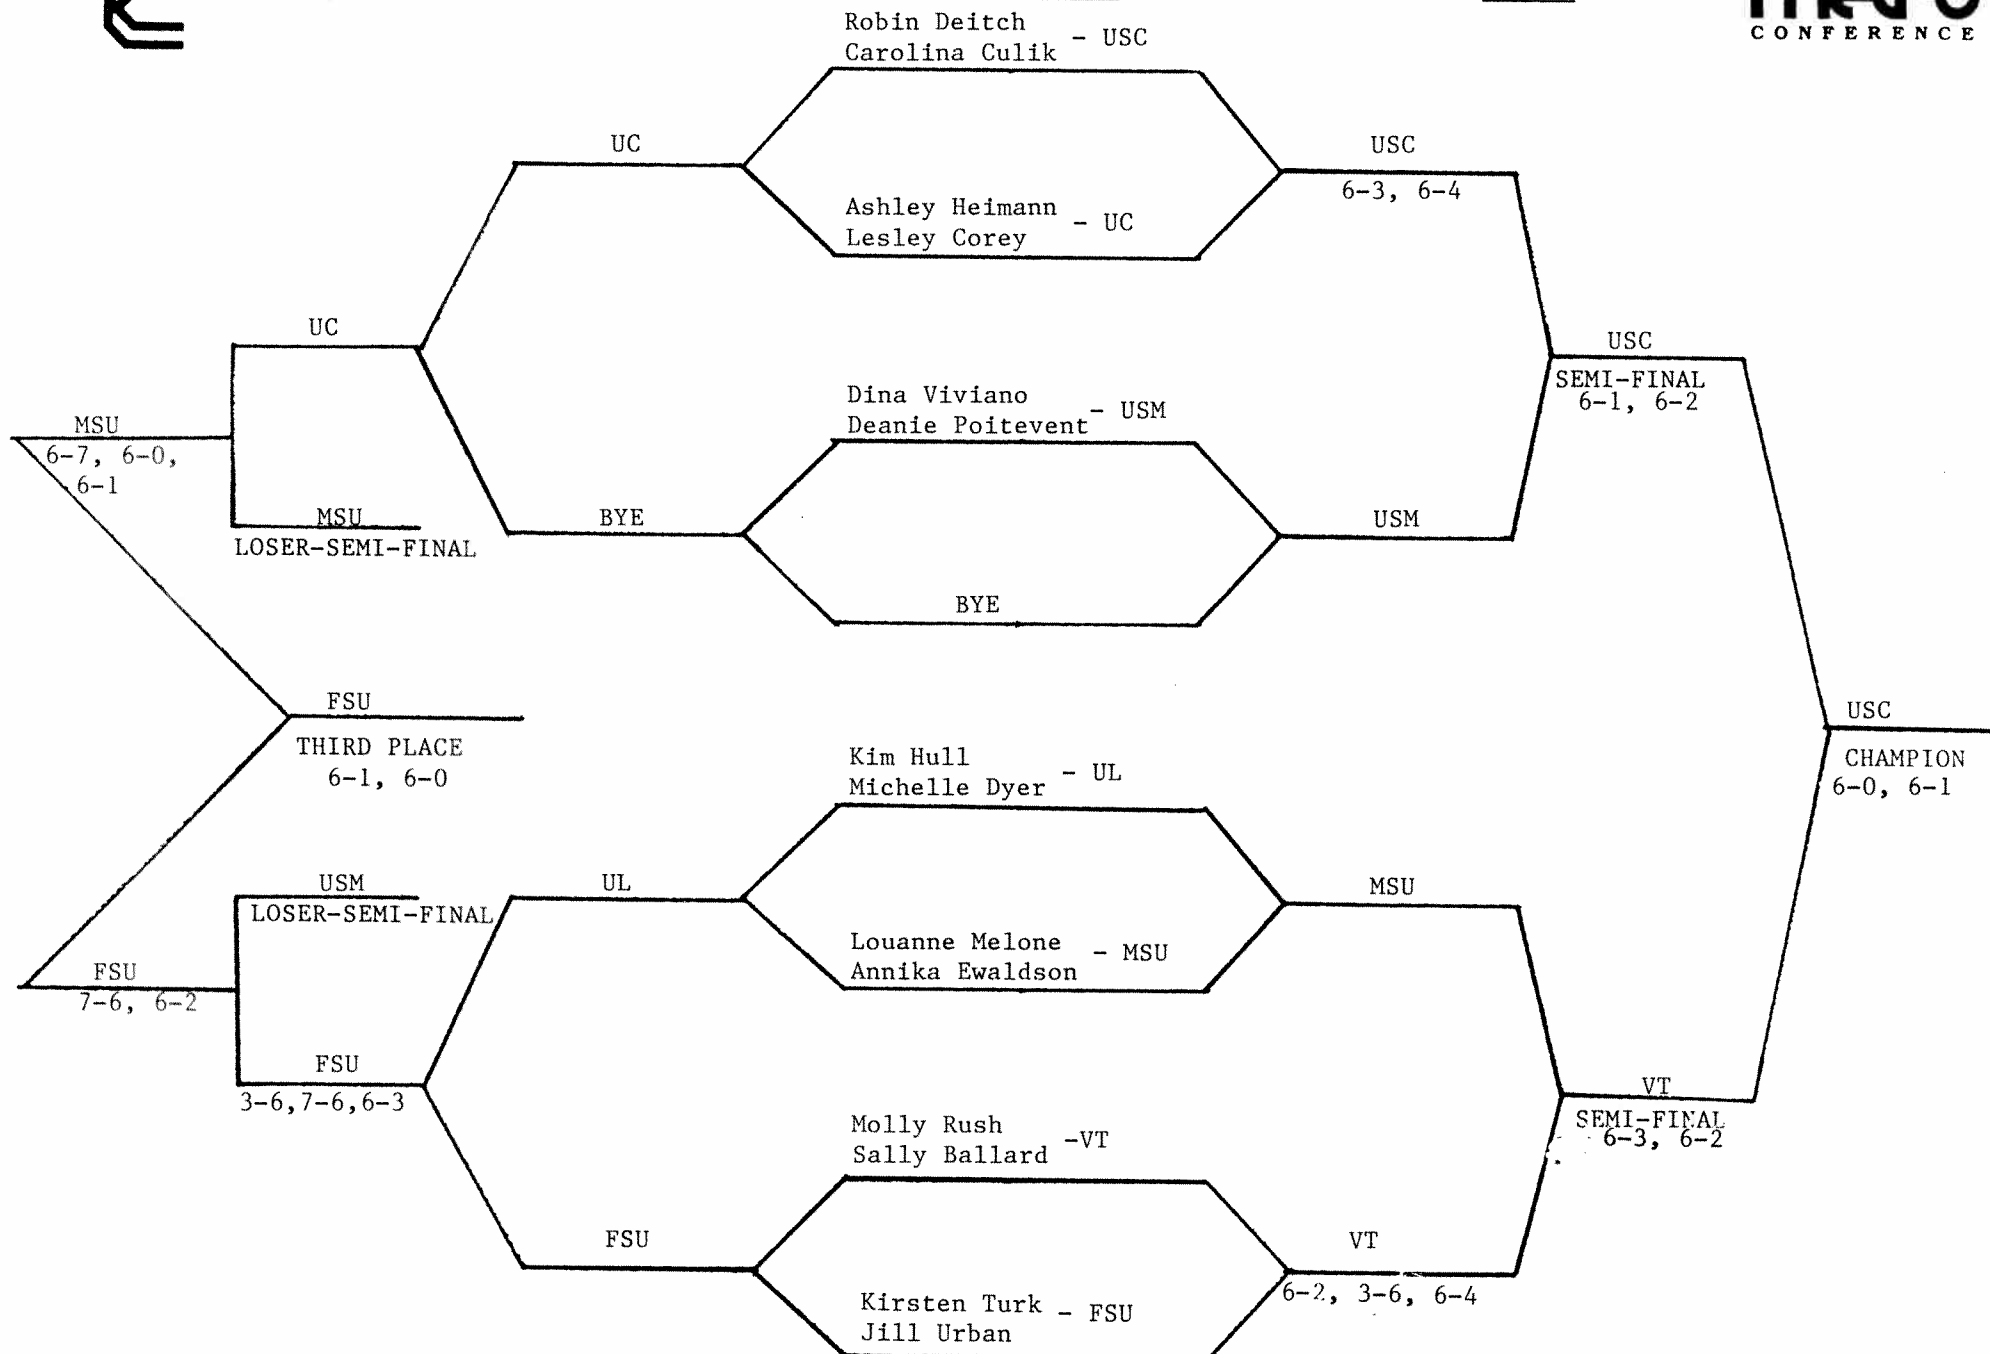 CONFERENCE
Robin Deitch
Carolina Culik - USC
UC
USC
6-3, 6-4
Ashley Heimann
Lesley Corey - UC
UC
USC
SEMI-FINAL
6-1, 6-2
Dina Viviano
Deanie Poitevent - USM
MSU
6-7, 6-0,
6-1
MSU
LOSER-SEMI-FINAL
BYE
USM
BYE
FSU
THIRD PLACE
6-1, 6-0
USC
CHAMPION
6-0, 6-1
Kim Hull
Michelle Dyer - UL
USM
LOSER-SEMI-FINAL
UL
MSU
Louanne Melone
Annika Ewaldson - MSU
FSU
7-6, 6-2
FSU
3-6,7-6,6-3
VT
SEMI-FINAL
6-3, 6-2
Molly Rush
Sally Ballard -VT
FSU
VT
6-2, 3-6, 6-4
Kirsten Turk
Jill Urban - FSU